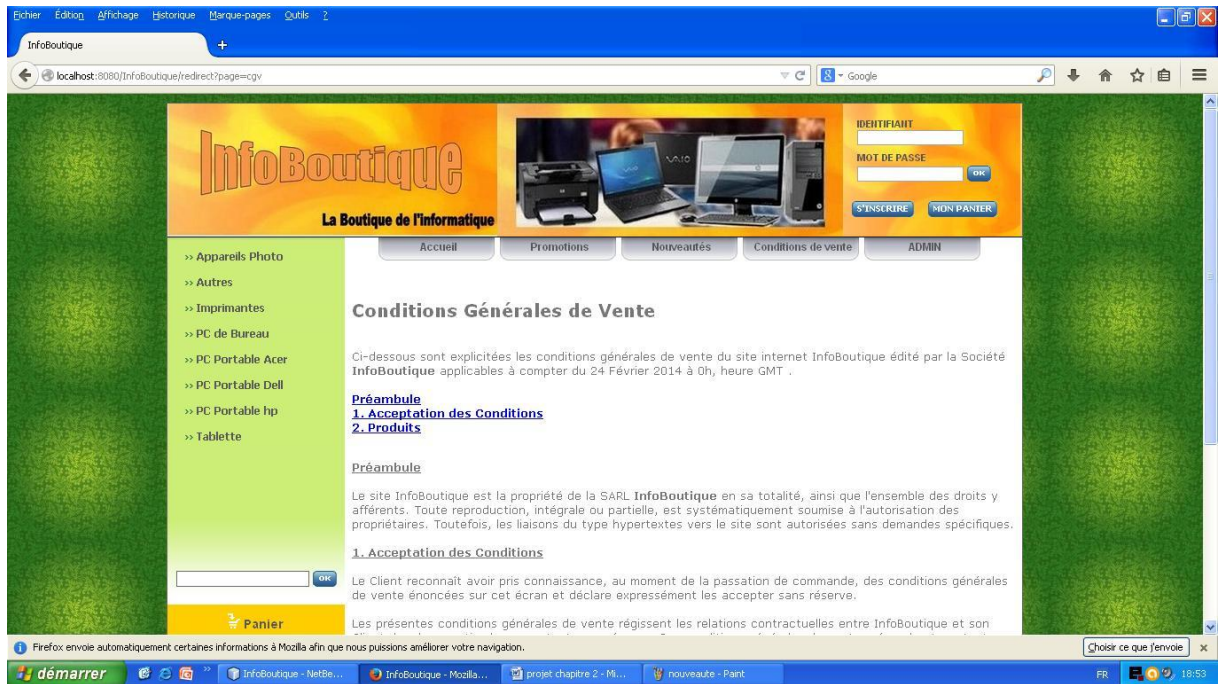 Fichier Édition Affichage Historique Marque-pages Outils ?
InfoBoutique
localhost:8080/InfoBoutique/redirect?page=cgv
Google
InfoBoutique
La Boutique de l'informatique
VAIO
IDENTIFIANT
MOT DE PASSE
OK
S'INSCRIRE MON PANIER
Accueil Promotions Nouveautés Conditions de vente ADMIN
>> Appareils Photo
>> Autres
>> Imprimantes
>> PC de Bureau
>> PC Portable Acer
>> PC Portable Dell
>> PC Portable hp
>> Tablette
OK
Panier
Conditions Générales de Vente
Ci-dessous sont explicitées les conditions générales de vente du site internet InfoBoutique édité par la Société
InfoBoutique applicables à compter du 24 Février 2014 à 0h, heure GMT .
Préambule
1. Acceptation des Conditions
2. Produits
Préambule
Le site InfoBoutique est la propriété de la SARL InfoBoutique en sa totalité, ainsi que l'ensemble des droits y
afférents. Toute reproduction, intégrale ou partielle, est systématiquement soumise à l'autorisation des
propriétaires. Toutefois, les liaisons du type hypertextes vers le site sont autorisées sans demandes spécifiques.
1. Acceptation des Conditions
Le Client reconnaît avoir pris connaissance, au moment de la passation de commande, des conditions générales
de vente énoncées sur cet écran et déclare expressément les accepter sans réserve.
Les présentes conditions générales de vente régissent les relations contractuelles entre InfoBoutique et son
Firefox envoie automatiquement certaines informations à Mozilla afin que nous puissions améliorer votre navigation.
Choisir ce que j'envoie
démarrer
InfoBoutique - NetBe...
InfoBoutique - Mozilla...
projet chapitre 2 - Mi...
nouveaute - Paint
FR
18:53